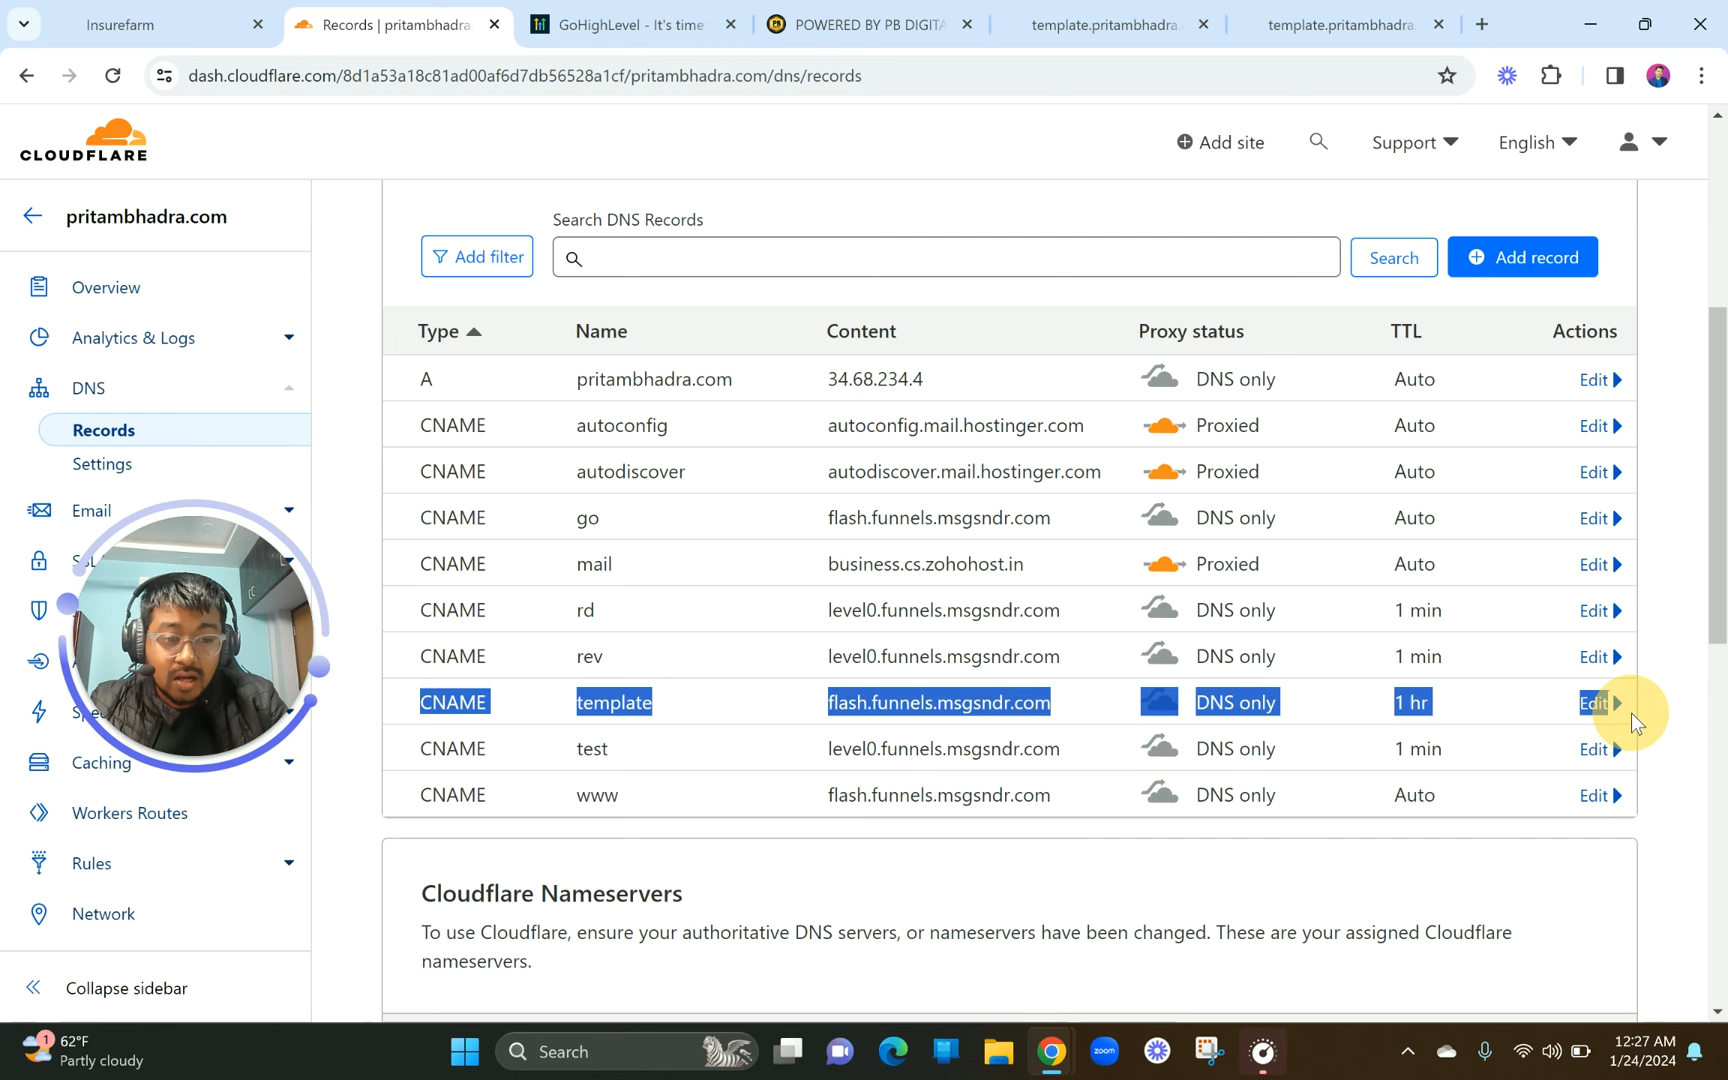 Insurefarm
Records | pritambhadra.
GoHighLevel - It's time
POWERED BY PB DIGITA
template.pritambhadra.
template.pritambhadra.
dash.cloudflare.com/8d1a53a18c81ad00af6d7db56528a1cf/pritambhadra.com/dns/records
CLOUDFLARE
Add site
Support
English
pritambhadra.com
Overview
Analytics & Logs
DNS
Records
Settings
Email
Caching
Workers Routes
Rules
Network
Collapse sidebar
Search DNS Records
Add filter
Search
Add record
Type Name Content Proxy status TTL Actions
A pritambhadra.com 34.68.234.4 DNS only Auto Edit
CNAME autoconfig autoconfig.mail.hostinger.com Proxied Auto Edit
CNAME autodiscover autodiscover.mail.hostinger.com Proxied Auto Edit
CNAME go flash.funnels.msgsndr.com DNS only Auto Edit
CNAME mail business.cs.zohohost.in Proxied Auto Edit
CNAME rd level0.funnels.msgsndr.com DNS only 1 min Edit
CNAME rev level0.funnels.msgsndr.com DNS only 1 min Edit
CNAME template flash.funnels.msgsndr.com DNS only 1 hr Edit
CNAME test level0.funnels.msgsndr.com DNS only 1 min Edit
CNAME www flash.funnels.msgsndr.com DNS only Auto Edit
Cloudflare Nameservers
To use Cloudflare, ensure your authoritative DNS servers, or nameservers have been changed. These are your assigned Cloudflare
nameservers.
1
62°F
Partly cloudy
Search
zoom
12:27 AM
1/24/2024